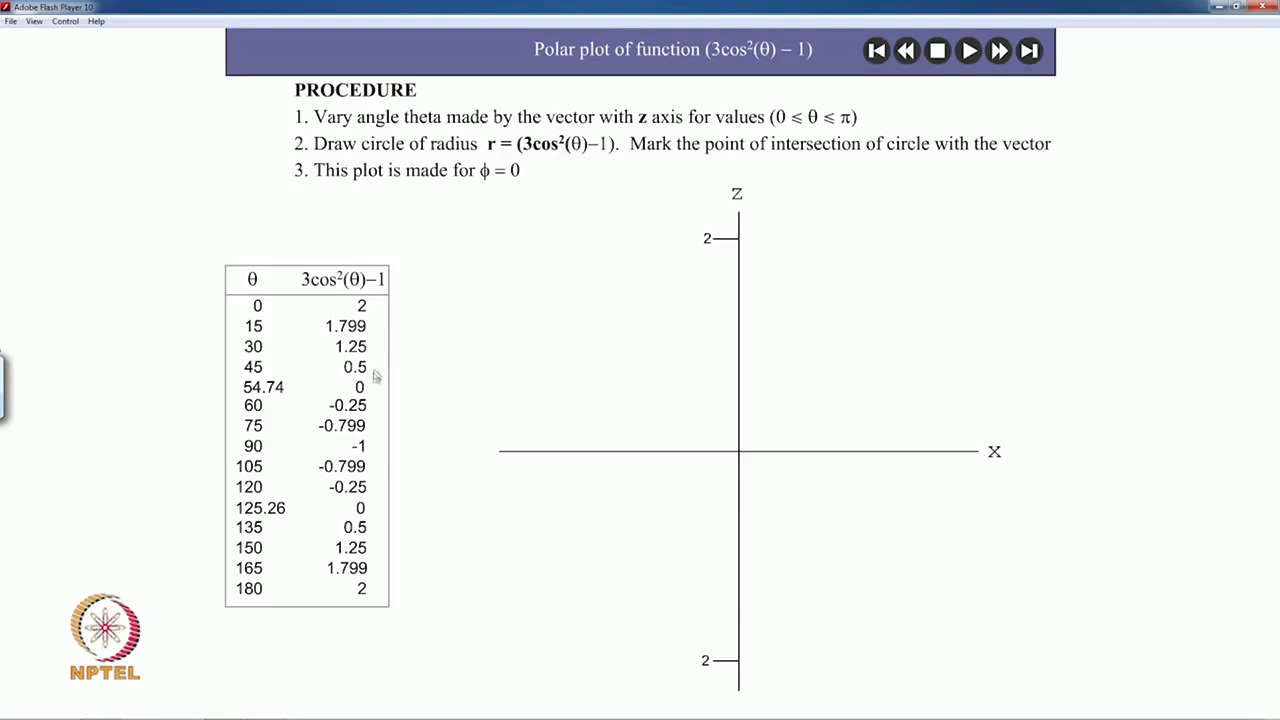 Adobe Flash Player 10
File View Control Help
Polar plot of function (3cos²(θ) − 1)
PROCEDURE
1. Vary angle theta made by the vector with z axis for values (0 ⩽ θ ⩽ π)
2. Draw circle of radius r = (3cos²(θ)−1). Mark the point of intersection of circle with the vector
3. This plot is made for ϕ = 0
Z
2
θ 3cos²(θ)−1
0 2
15 1.799
30 1.25
45 0.5
54.74 0
60 -0.25
75 -0.799
90 -1
105 -0.799
120 -0.25
125.26 0
135 0.5
150 1.25
165 1.799
180 2
X
2
NPTEL